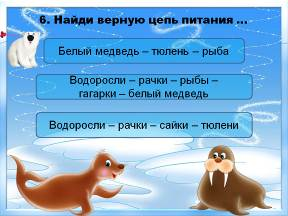 6. Найди верную цепь питания ...
Белый медведь – тюлень – рыба
Водоросли – рачки – рыбы –
гагарки – белый медведь
Водоросли – рачки – сайки – тюлени